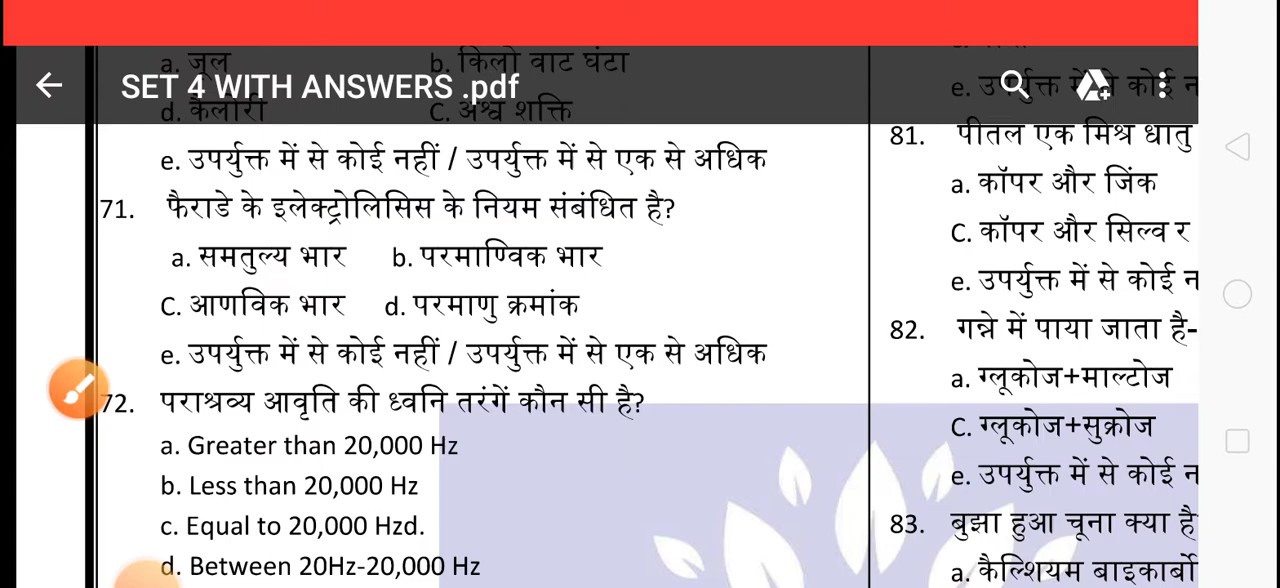 a. जूल b. किलो वाट घंटा
SET 4 WITH ANSWERS .pdf
d. कैलोरी C. अश्व शक्ति
e. उपर्युक्त में से कोई नहीं / उपर्युक्त में से एक से अधिक
71. फैराडे के इलेक्ट्रोलिसिस के नियम संबंधित है?
a. समतुल्य भार b. परमाण्विक भार
C. आणविक भार d. परमाणु क्रमांक
e. उपर्युक्त में से कोई नहीं / उपर्युक्त में से एक से अधिक
72. पराश्रव्य आवृति की ध्वनि तरंगें कौन सी है?
a. Greater than 20,000 Hz
b. Less than 20,000 Hz
c. Equal to 20,000 Hzd.
d. Between 20Hz-20,000 Hz
e. उपर्युक्त में से कोई न
81. पीतल एक मिश्र धातु
a. कॉपर और जिंक
C. कॉपर और सिल्वर
e. उपर्युक्त में से कोई न
82. गन्ने में पाया जाता है-
a. ग्लूकोज+माल्टोज
C. ग्लूकोज+सुक्रोज
e. उपर्युक्त में से कोई न
83. बुझा हुआ चूना क्या है
a. कैल्शियम बाइकार्बो